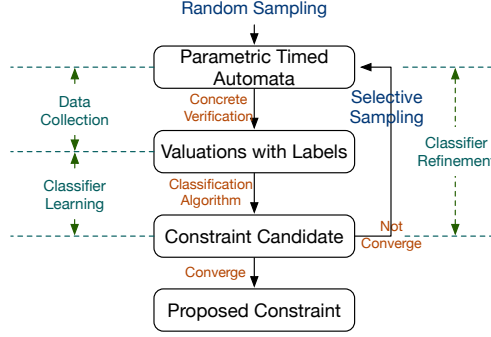 Random Sampling
Parametric Timed
Automata
Concrete
Verification
Selective
Sampling
Data
Collection
Classifier
Refinement
Valuations with Labels
Classification
Algorithm
Classifier
Learning
Constraint Candidate
Not
Converge
Converge
Proposed Constraint